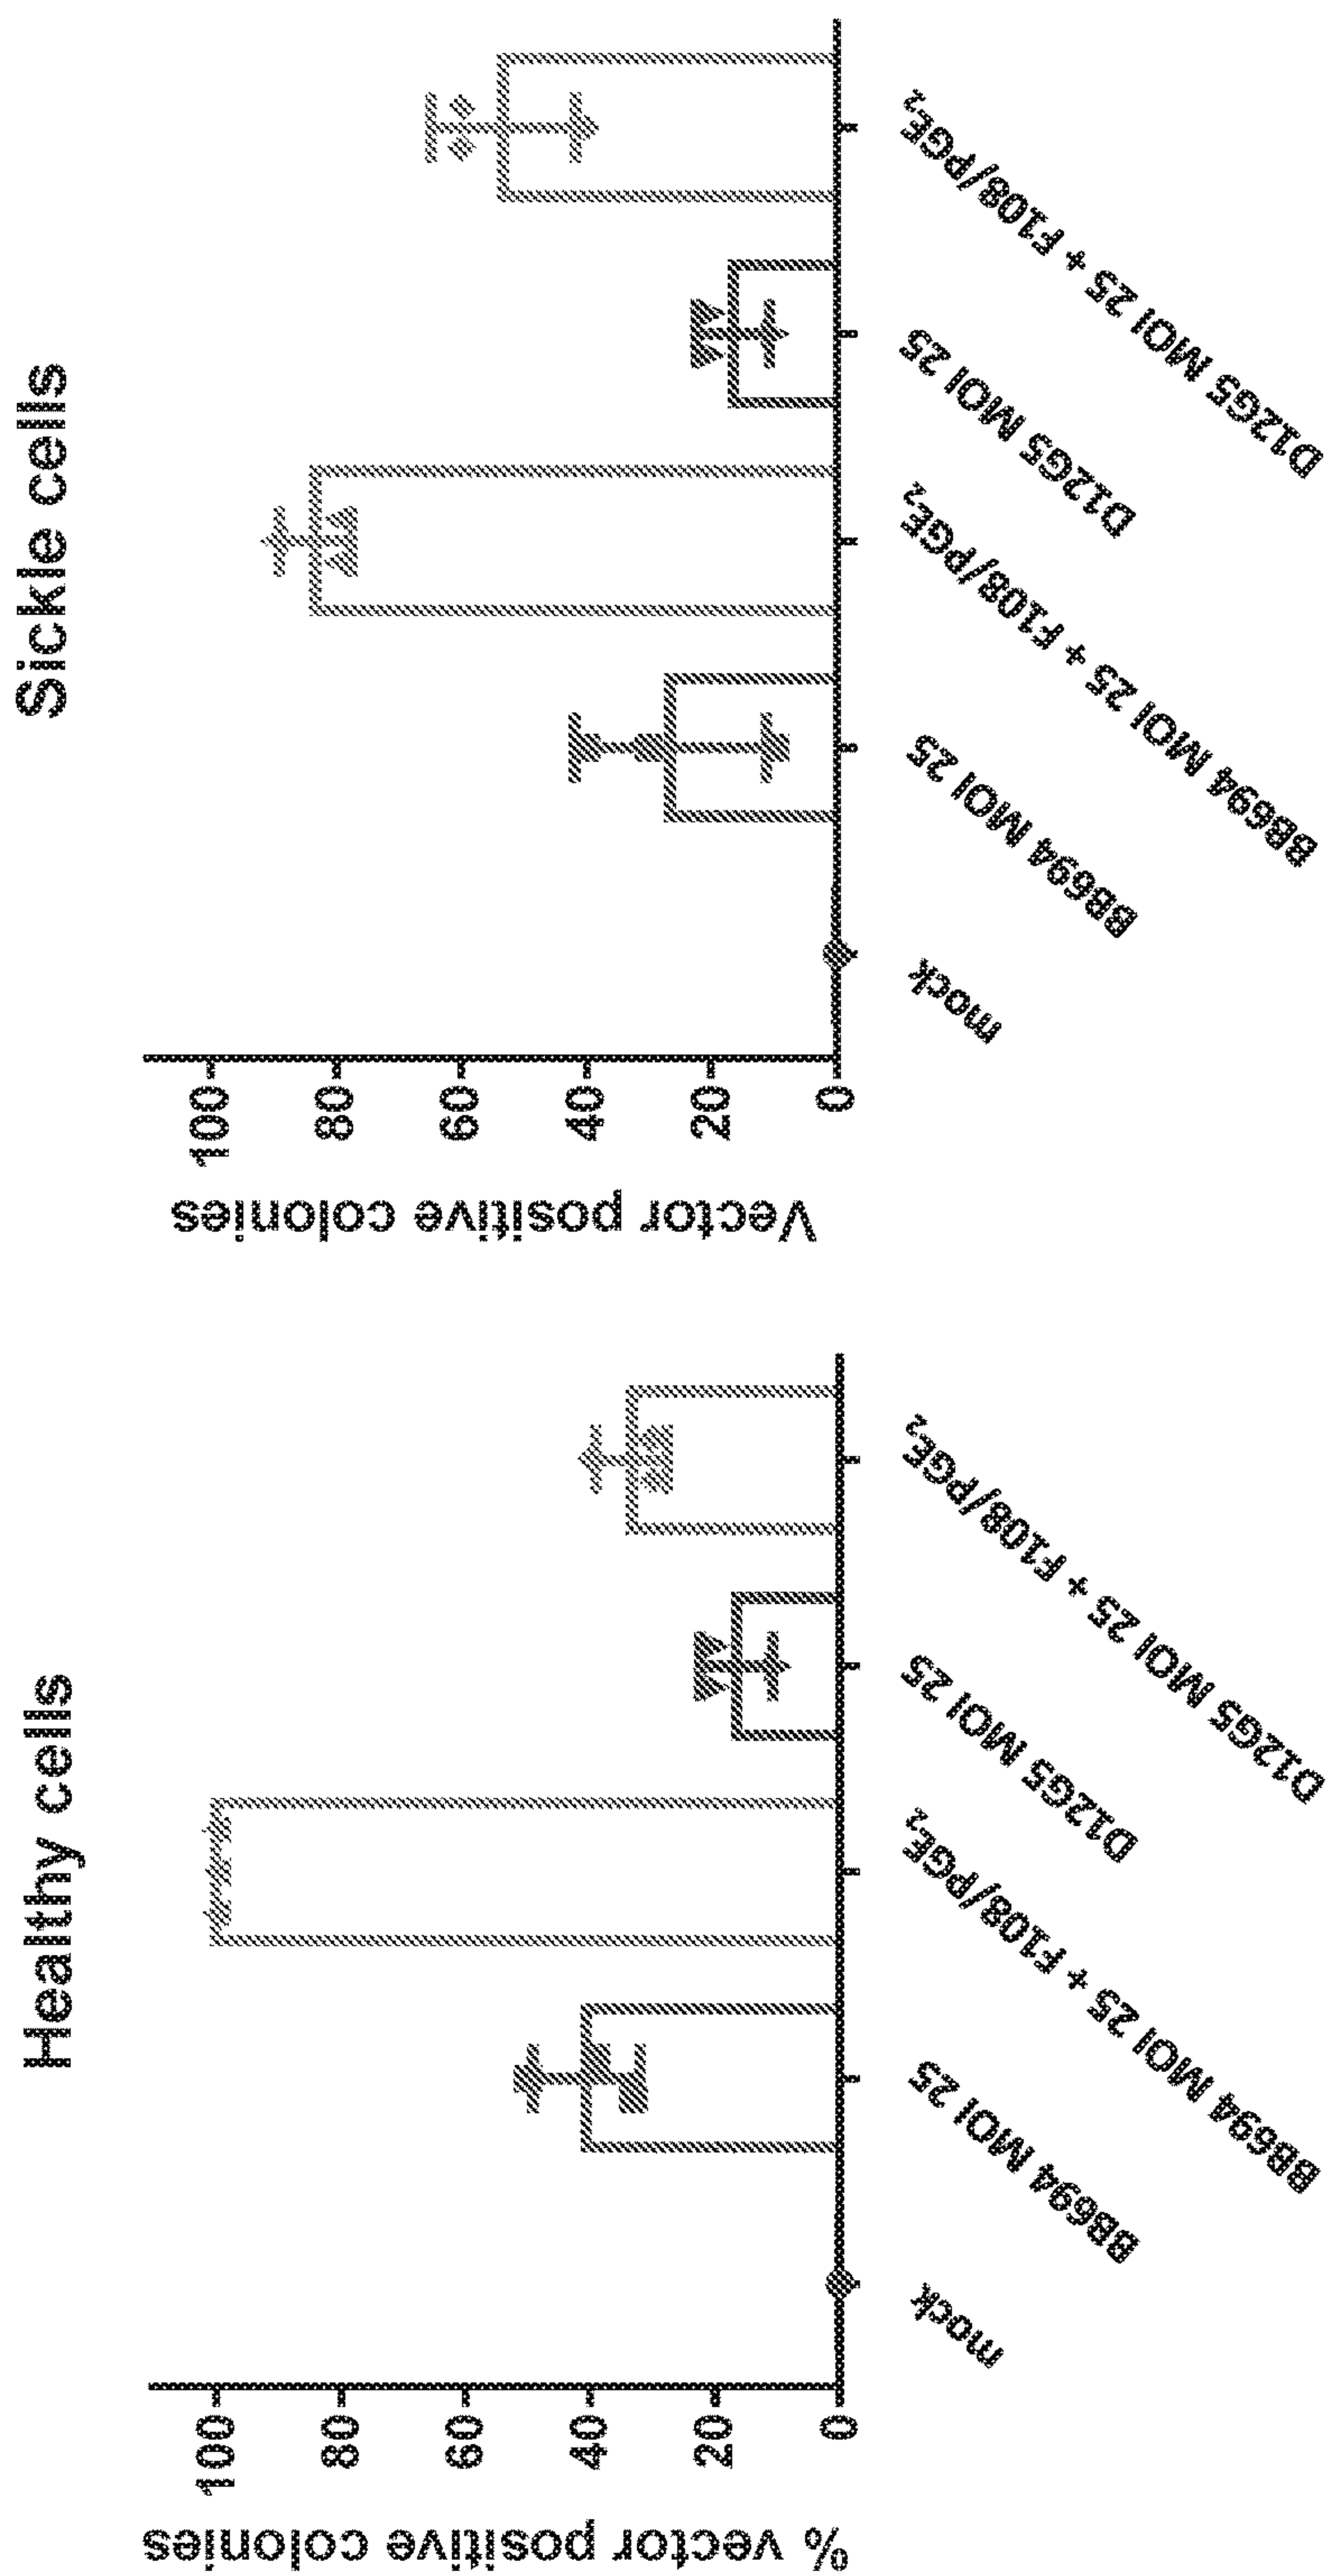 Healthy cells
% vector positive colonies
100
80
60
40
20
0
mock
BB694 MOI 25
BB694 MOI 25 + F108/PGE₂
D12G5 MOI 25
D12G5 MOI 25 + F108/PGE₂
Sickle cells
Vector positive colonies
100
80
60
40
20
0
mock
BB694 MOI 25
BB694 MOI 25 + F108/PGE₂
D12G5 MOI 25
D12G5 MOI 25 + F108/PGE₂